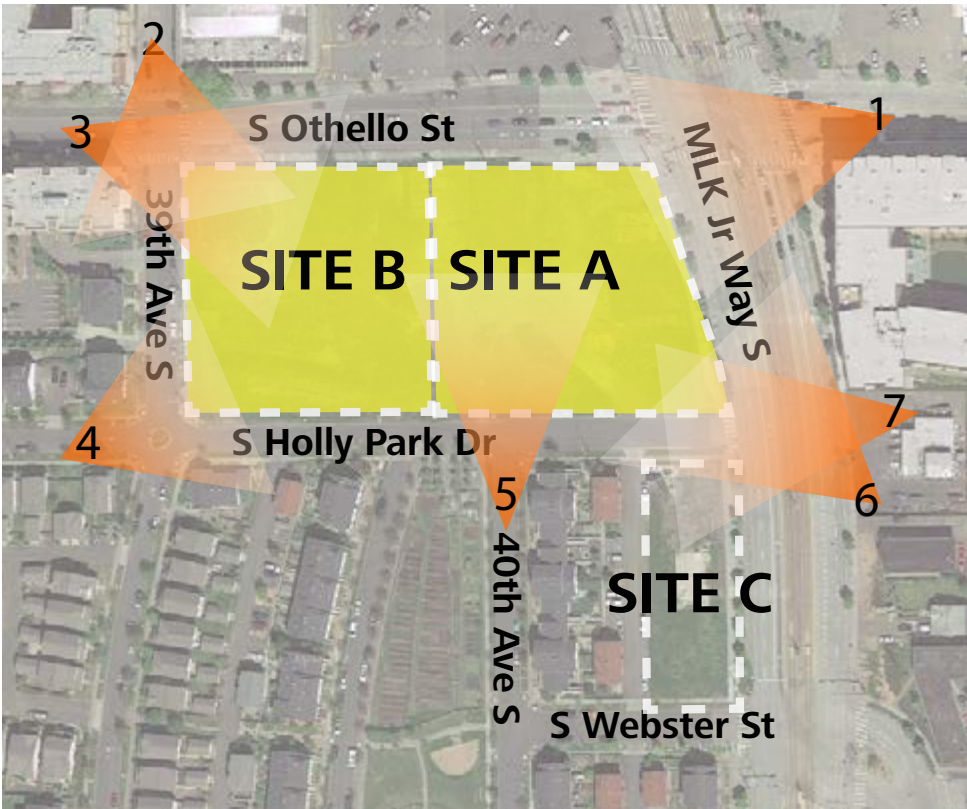 2
1
3
S Othello St
MLK Jr Way S
39th Ave S
SITE B
SITE A
4
S Holly Park Dr
7
5
6
40th Ave S
SITE C
S Webster St